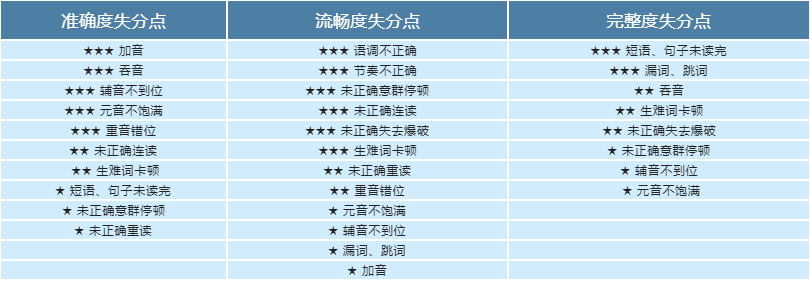 准确度失分点 流畅度失分点 完整度失分点
★★★ 加音 ★★★ 语调不正确 ★★★ 短语、句子未读完
★★★ 吞音 ★★★ 节奏不正确 ★★★ 漏词、跳词
★★★ 辅音不到位 ★★★ 未正确意群停顿 ★★ 吞音
★★★ 元音不饱满 ★★★ 未正确连读 ★★ 生难词卡顿
★★★ 重音错位 ★★★ 未正确失去爆破 ★★ 未正确失去爆破
★★ 未正确连读 ★★★ 生难词卡顿 ★ 未正确意群停顿
★★ 生难词卡顿 ★★ 未正确重读 ★ 辅音不到位
★ 短语、句子未读完 ★★ 重音错位 ★ 元音不饱满
★ 未正确意群停顿 ★ 元音不饱满
★ 未正确重读 ★ 辅音不到位
★ 漏词、跳词
★ 加音